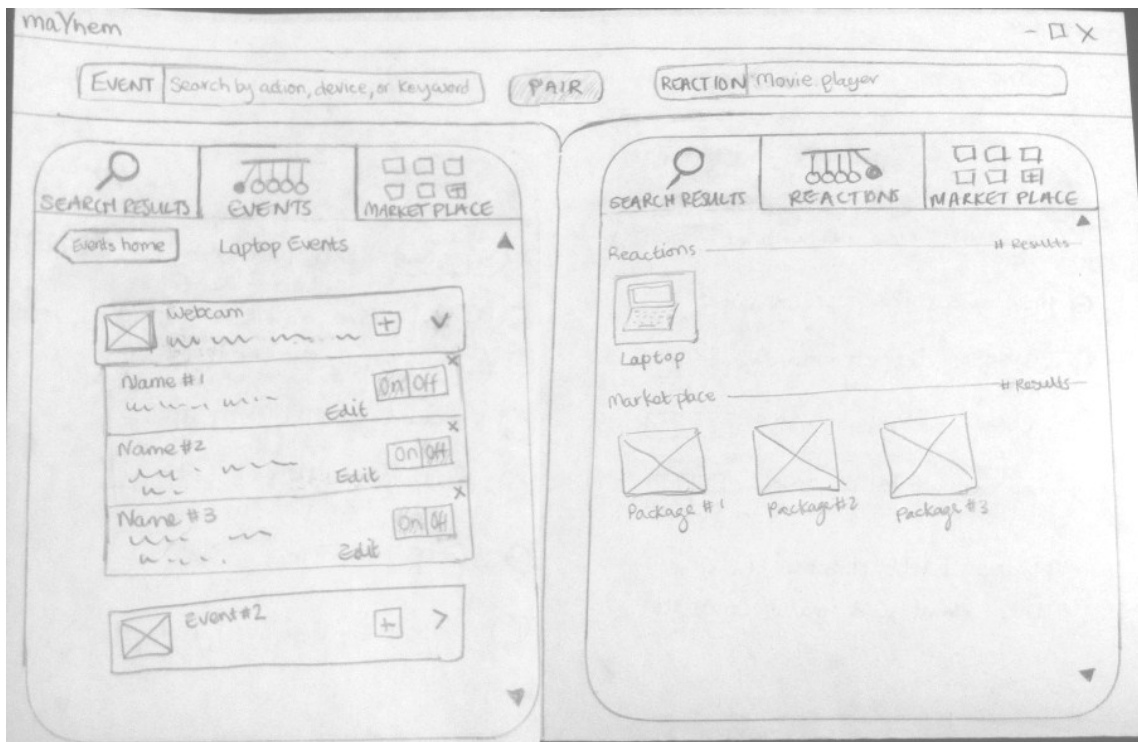 maYhem
- □ X
EVENT Search by action, device, or keyword
PAIR
REACTION Movie player
SEARCH RESULTS
EVENTS
MARKET PLACE
Events home
Laptop Events
Webcam
+
Name #1
x
On Off
Edit
Name #2
x
On Off
Edit
Name #3
x
On Off
Edit
Event #2
+ >
SEARCH RESULTS
REACTIONS
MARKET PLACE
Reactions
# Results
Laptop
Market place
# Results
Package #1
Package #2
Package #3